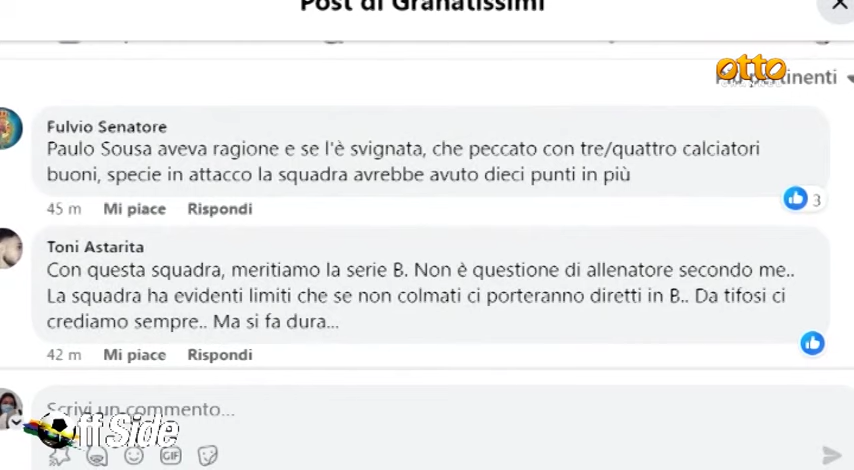 Post di Granatissimi
otto
Fulvio Senatore
Paulo Sousa aveva ragione e se l'è svignata, che peccato con tre/quattro calciatori
buoni, specie in attacco la squadra avrebbe avuto dieci punti in più
3
45 m Mi piace Rispondi
Toni Astarita
Con questa squadra, meritiamo la serie B. Non è questione di allenatore secondo me..
La squadra ha evidenti limiti che se non colmati ci porteranno diretti in B.. Da tifosi ci
crediamo sempre.. Ma si fa dura...
42 m Mi piace Rispondi
Scrivi un commento...
OffSide
GIF